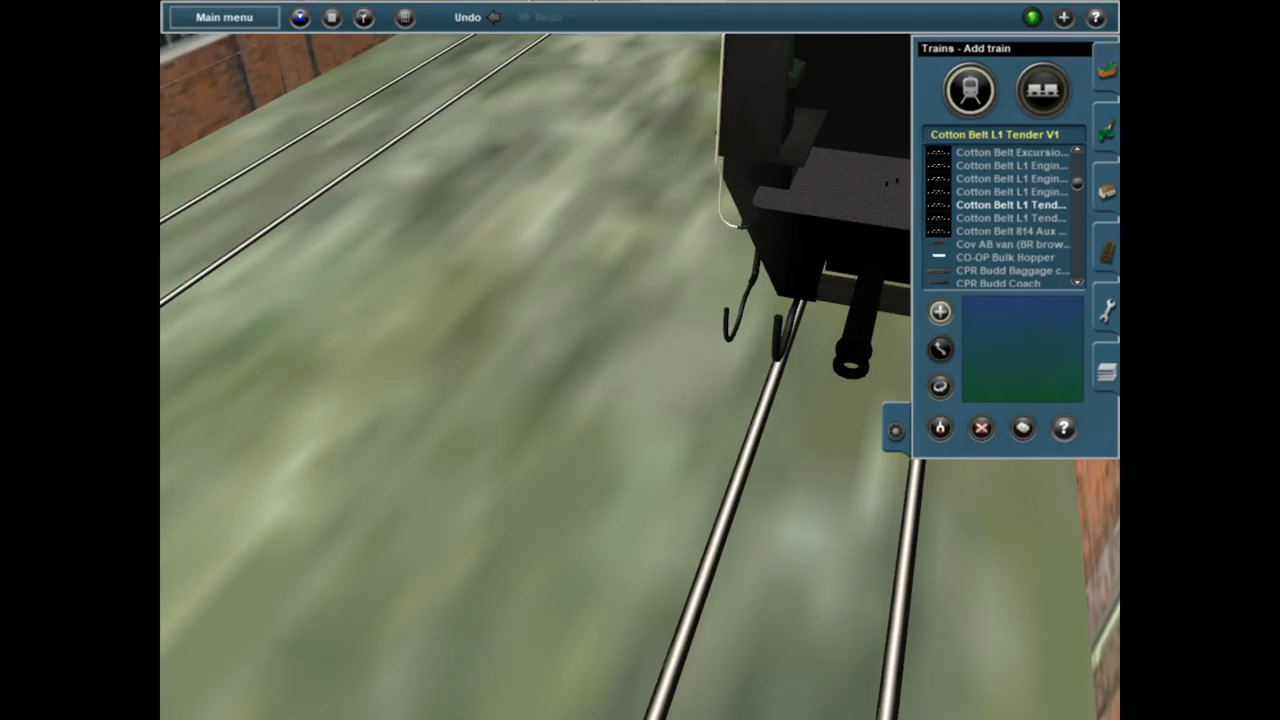 Main menu
Undo
Redo
Trains - Add train
Cotton Belt L1 Tender V1
Cotton Belt Excursio...
Cotton Belt L1 Engin...
Cotton Belt L1 Engin...
Cotton Belt L1 Engin...
Cotton Belt L1 Tend...
Cotton Belt L1 Tend...
Cotton Belt 814 Aux ...
Cov AB van (BR brow...
CO-OP Bulk Hopper
CPR Budd Baggage c...
CPR Budd Coach